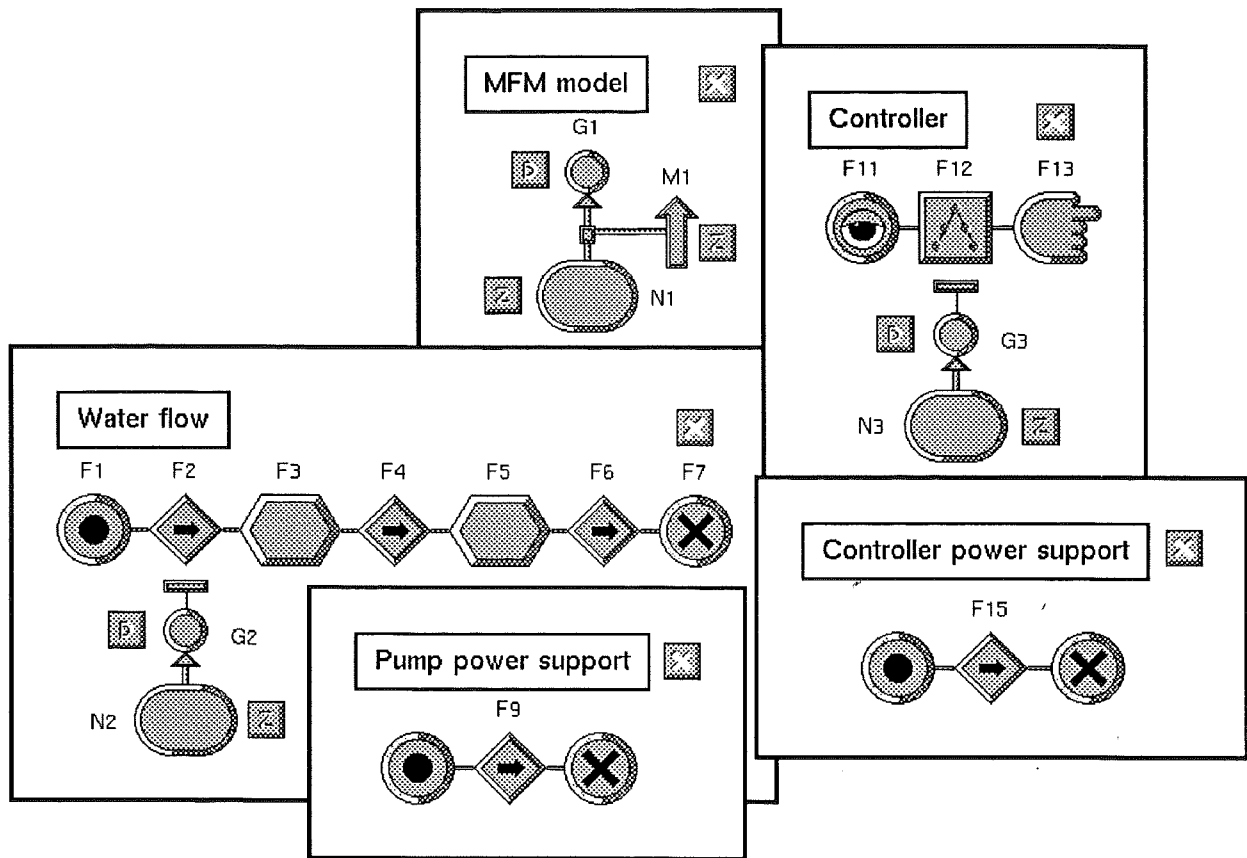 MFM model
G1
M1
N1
Controller
F11 F12 F13
G3
N3
Water flow
F1 F2 F3 F4 F5 F6 F7
G2
N2
Pump power support
F9
Controller power support
F15